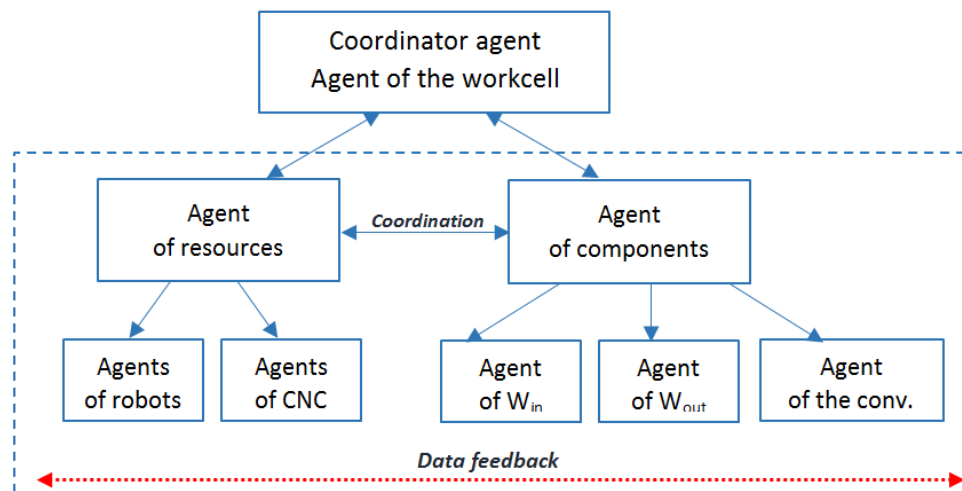 Coordinator agent
Agent of the workcell
Agent
of resources
Coordination
Agent
of components
Agents
of robots
Agents
of CNC
Agent
of Win
Agent
of Wout
Agent
of the conv.
Data feedback